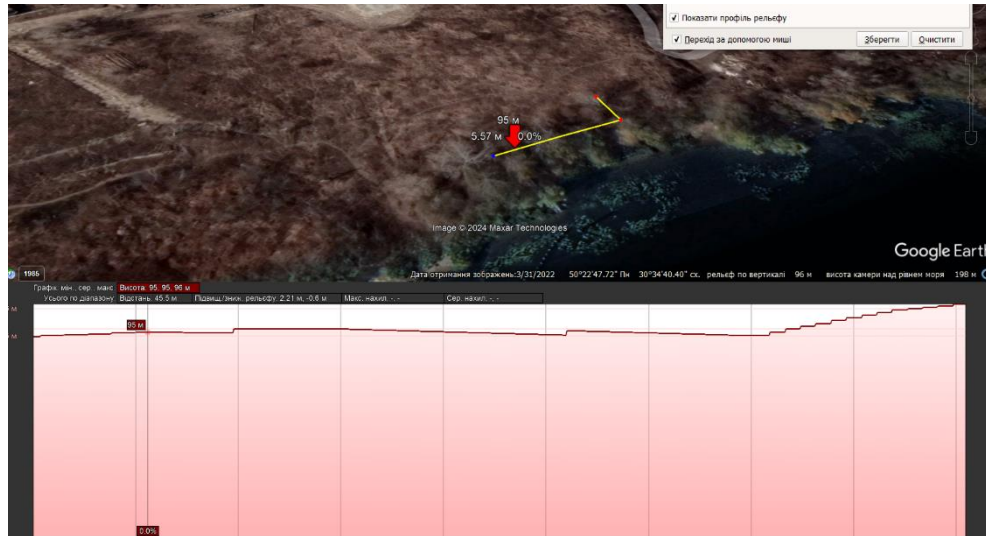 Показати профіль рельєфу
Перехід за допомогою миші
Зберегти
Очистити
95 м
5.57 м 0.0%
Image © 2024 Maxar Technologies
Google Earth
1985
Дата отримання зображень: 3/31/2022 50°22'47.72" Пн 30°34'40.40" сх. рельєф по вертикалі 96 м висота камери над рівнем моря 198 м
Графік: мін., сер., макс. Висота: 95, 95, 96 м
Усього по діапазону: Відстань: 45.5 м Підвищ./зниж. рельєфу: 2.21 м, -0.6 м Макс. нахил: -, - Сер. нахил: -, -
м
95 м
м
0.0%